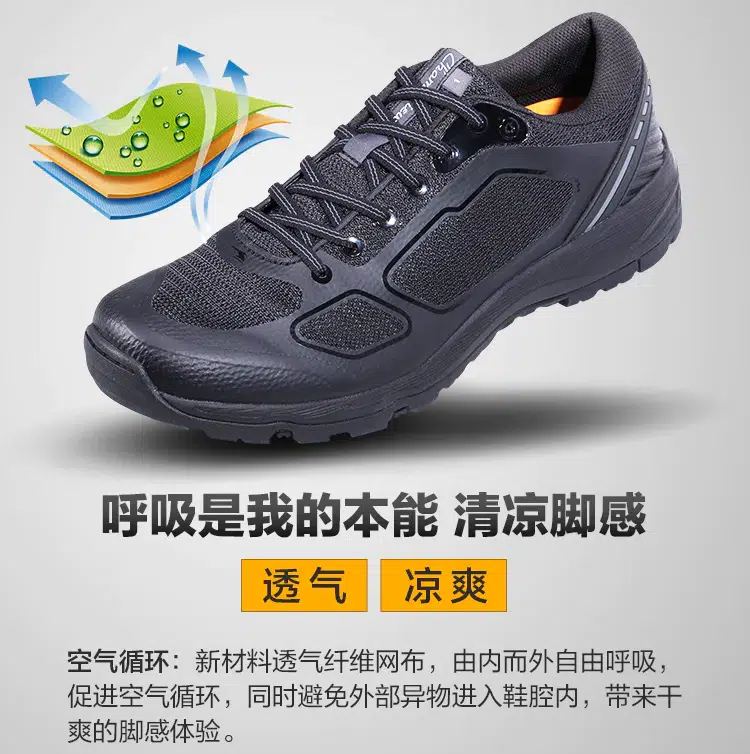 呼吸是我的本能 清凉脚感
透气 凉爽
空气循环：新材料透气纤维网布，由内而外自由呼吸，
促进空气循环，同时避免外部异物进入鞋腔内，带来干
爽的脚感体验。